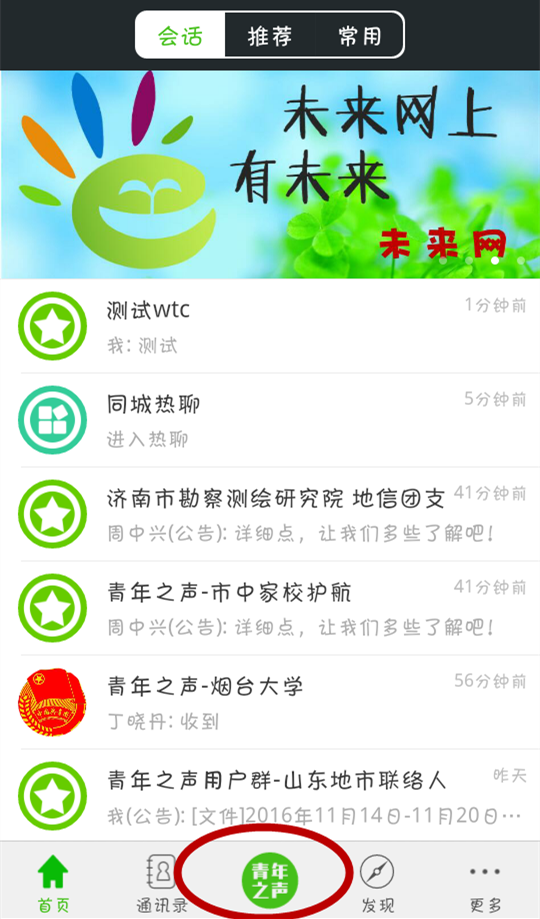 会话 推荐 常用
未来网上
有未来
未来网
测试wtc 1分钟前
我: 测试
同城热聊 5分钟前
进入热聊
济南市勘察测绘研究院 地信团支 41分钟前
周中兴(公告): 详细点，让我们多些了解吧！
青年之声-市中家校护航 41分钟前
周中兴(公告): 详细点，让我们多些了解吧！
青年之声-烟台大学 56分钟前
丁晓丹: 收到
青年之声用户群-山东地市联络人 昨天
我(公告): [文件]2016年11月14日-11月20日…
青年
之声
首页 通讯录 发现 更多